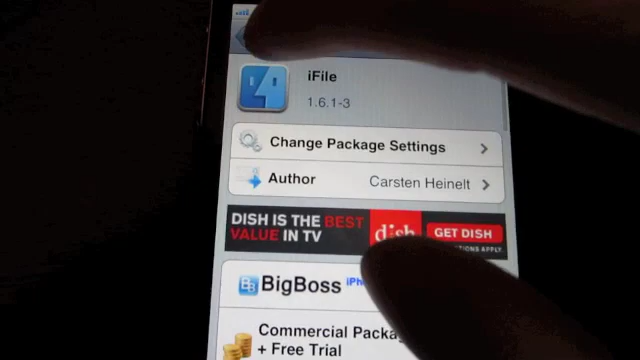 iFile
1.6.1-3
Change Package Settings
Author Carsten Heinelt
DISH IS THE BEST
VALUE IN TV
dish
GET DISH
BigBoss
Commercial
+ Free Trial